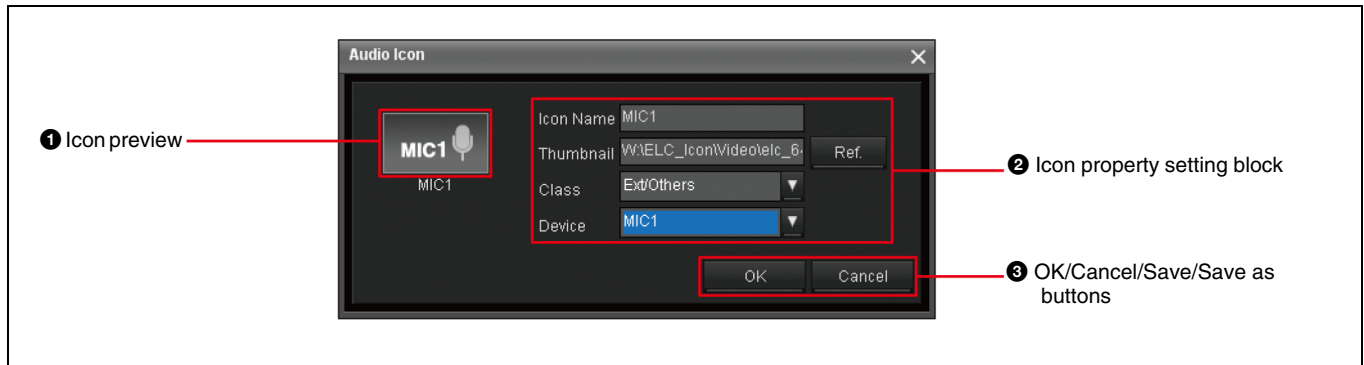 Audio Icon
❶ Icon preview
MIC1
MIC1
Icon Name MIC1
Thumbnail W:\ELC_Icon\Video\elc_6 Ref.
Class Ext/Others
Device MIC1
OK Cancel
❷ Icon property setting block
❸ OK/Cancel/Save/Save as
buttons